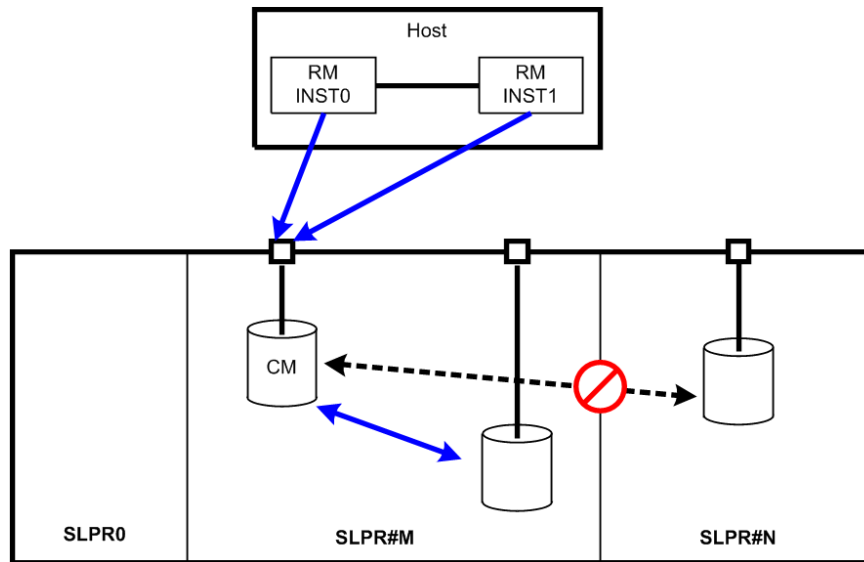 Host
RM
INST0
RM
INST1
CM
SLPR0
SLPR#M
SLPR#N